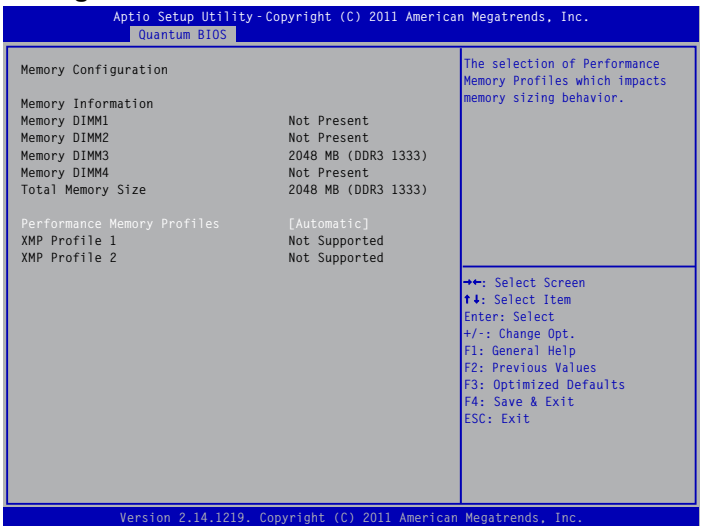 Aptio Setup Utility - Copyright (C) 2011 American Megatrends, Inc.
Quantum BIOS
Memory Configuration
Memory Information
Memory DIMM1 Not Present
Memory DIMM2 Not Present
Memory DIMM3 2048 MB (DDR3 1333)
Memory DIMM4 Not Present
Total Memory Size 2048 MB (DDR3 1333)
Performance Memory Profiles [Automatic]
XMP Profile 1 Not Supported
XMP Profile 2 Not Supported
The selection of Performance
Memory Profiles which impacts
memory sizing behavior.
→←: Select Screen
↑↓: Select Item
Enter: Select
+/-: Change Opt.
F1: General Help
F2: Previous Values
F3: Optimized Defaults
F4: Save & Exit
ESC: Exit
Version 2.14.1219. Copyright (C) 2011 American Megatrends, Inc.